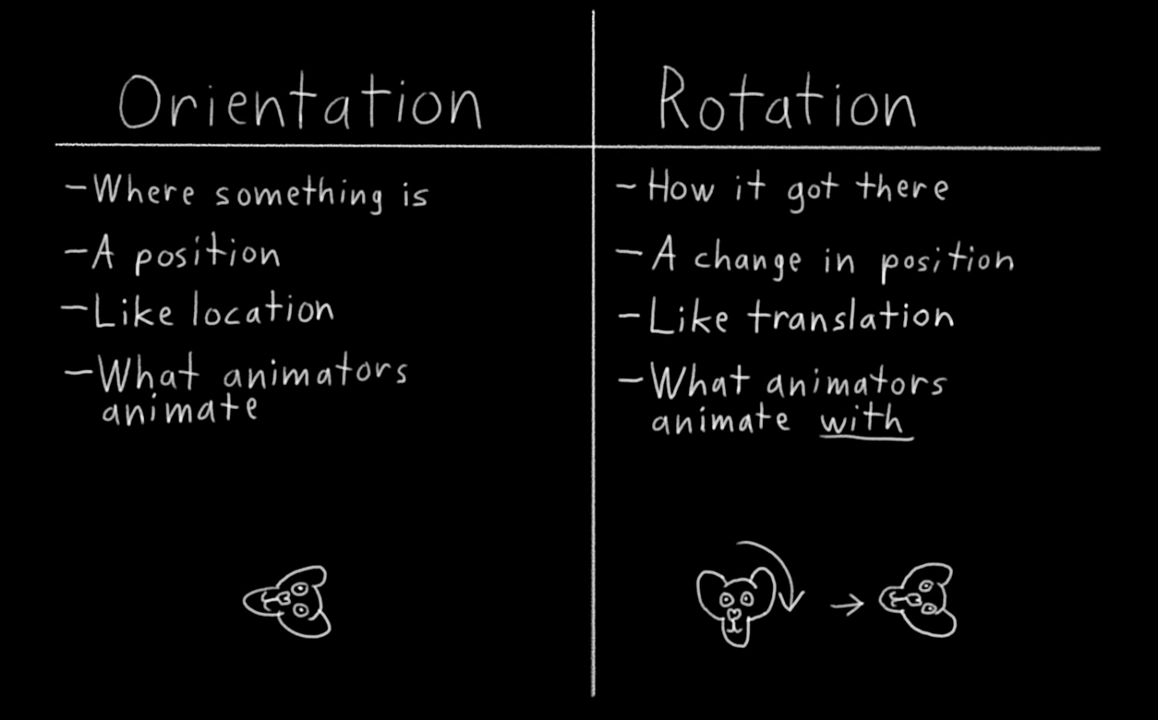 Orientation
-Where something is
-A position
-Like location
-What animators
animate
Rotation
-How it got there
-A change in position
-Like translation
-What animators
animate with